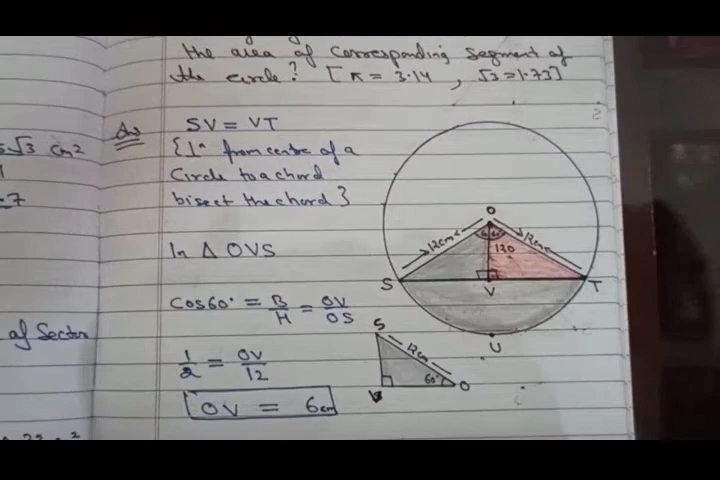 the area of corresponding segment of
the circle? [π = 3.14 , √3=1.73]
Ans
SV = VT
{⊥ⁿ from centre of a
Circle to a chord
bisect the chord}
In △ OVS
Cos60° = B/H = OV/OS
1/2 = OV/12
OV = 6cm
√3 cm2
.7
of Sector
O
12cm
12cm
120
S
V
T
U
S
12cm
60°
V
O